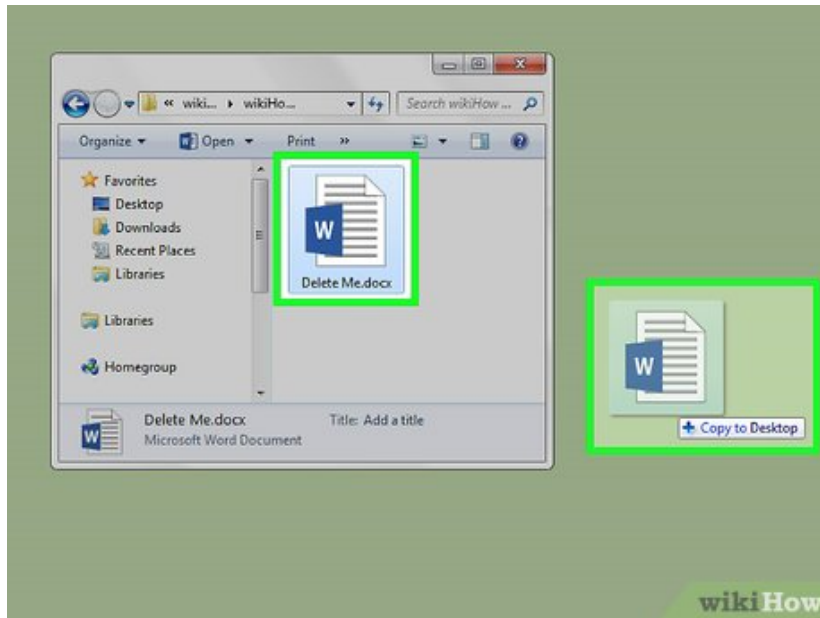 « wiki... ▸ wikiHo...
Search wikiHow ...
Organize
Open
Print
»
Favorites
Desktop
Downloads
Recent Places
Libraries
Libraries
Homegroup
W
Delete Me.docx
W
Copy to Desktop
W
Delete Me.docx
Title: Add a title
Microsoft Word Document
wikiHow